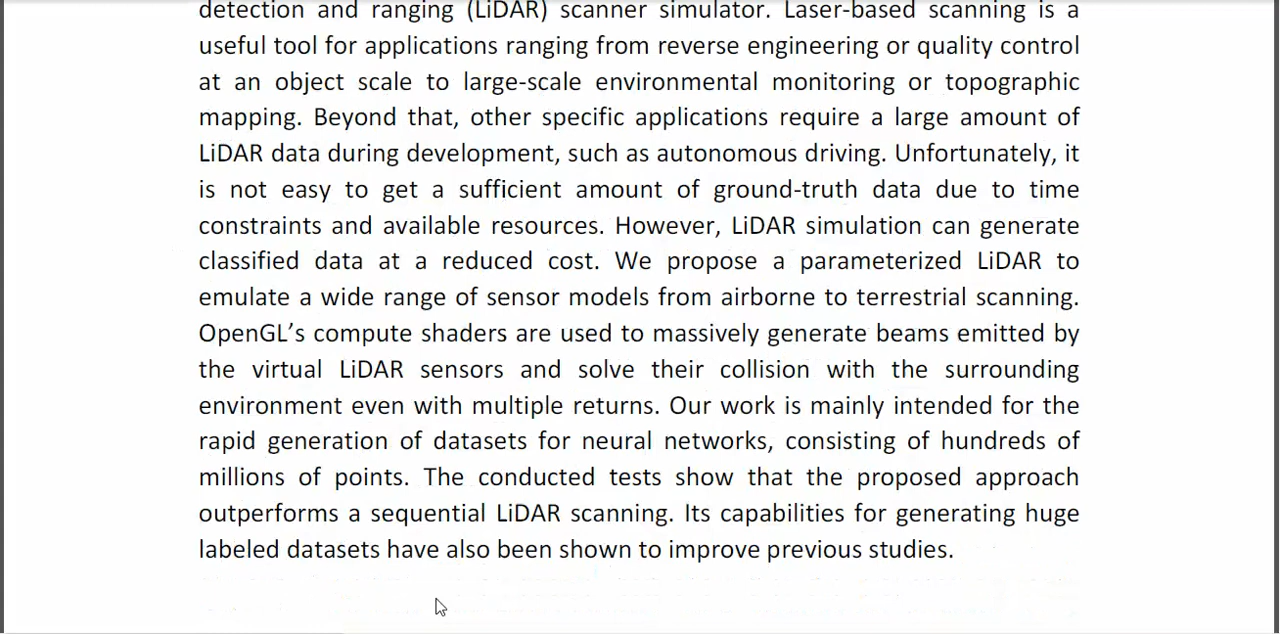 detection and ranging (LiDAR) scanner simulator. Laser-based scanning is a
useful tool for applications ranging from reverse engineering or quality control
at an object scale to large-scale environmental monitoring or topographic
mapping. Beyond that, other specific applications require a large amount of
LiDAR data during development, such as autonomous driving. Unfortunately, it
is not easy to get a sufficient amount of ground-truth data due to time
constraints and available resources. However, LiDAR simulation can generate
classified data at a reduced cost. We propose a parameterized LiDAR to
emulate a wide range of sensor models from airborne to terrestrial scanning.
OpenGL’s compute shaders are used to massively generate beams emitted by
the virtual LiDAR sensors and solve their collision with the surrounding
environment even with multiple returns. Our work is mainly intended for the
rapid generation of datasets for neural networks, consisting of hundreds of
millions of points. The conducted tests show that the proposed approach
outperforms a sequential LiDAR scanning. Its capabilities for generating huge
labeled datasets have also been shown to improve previous studies.